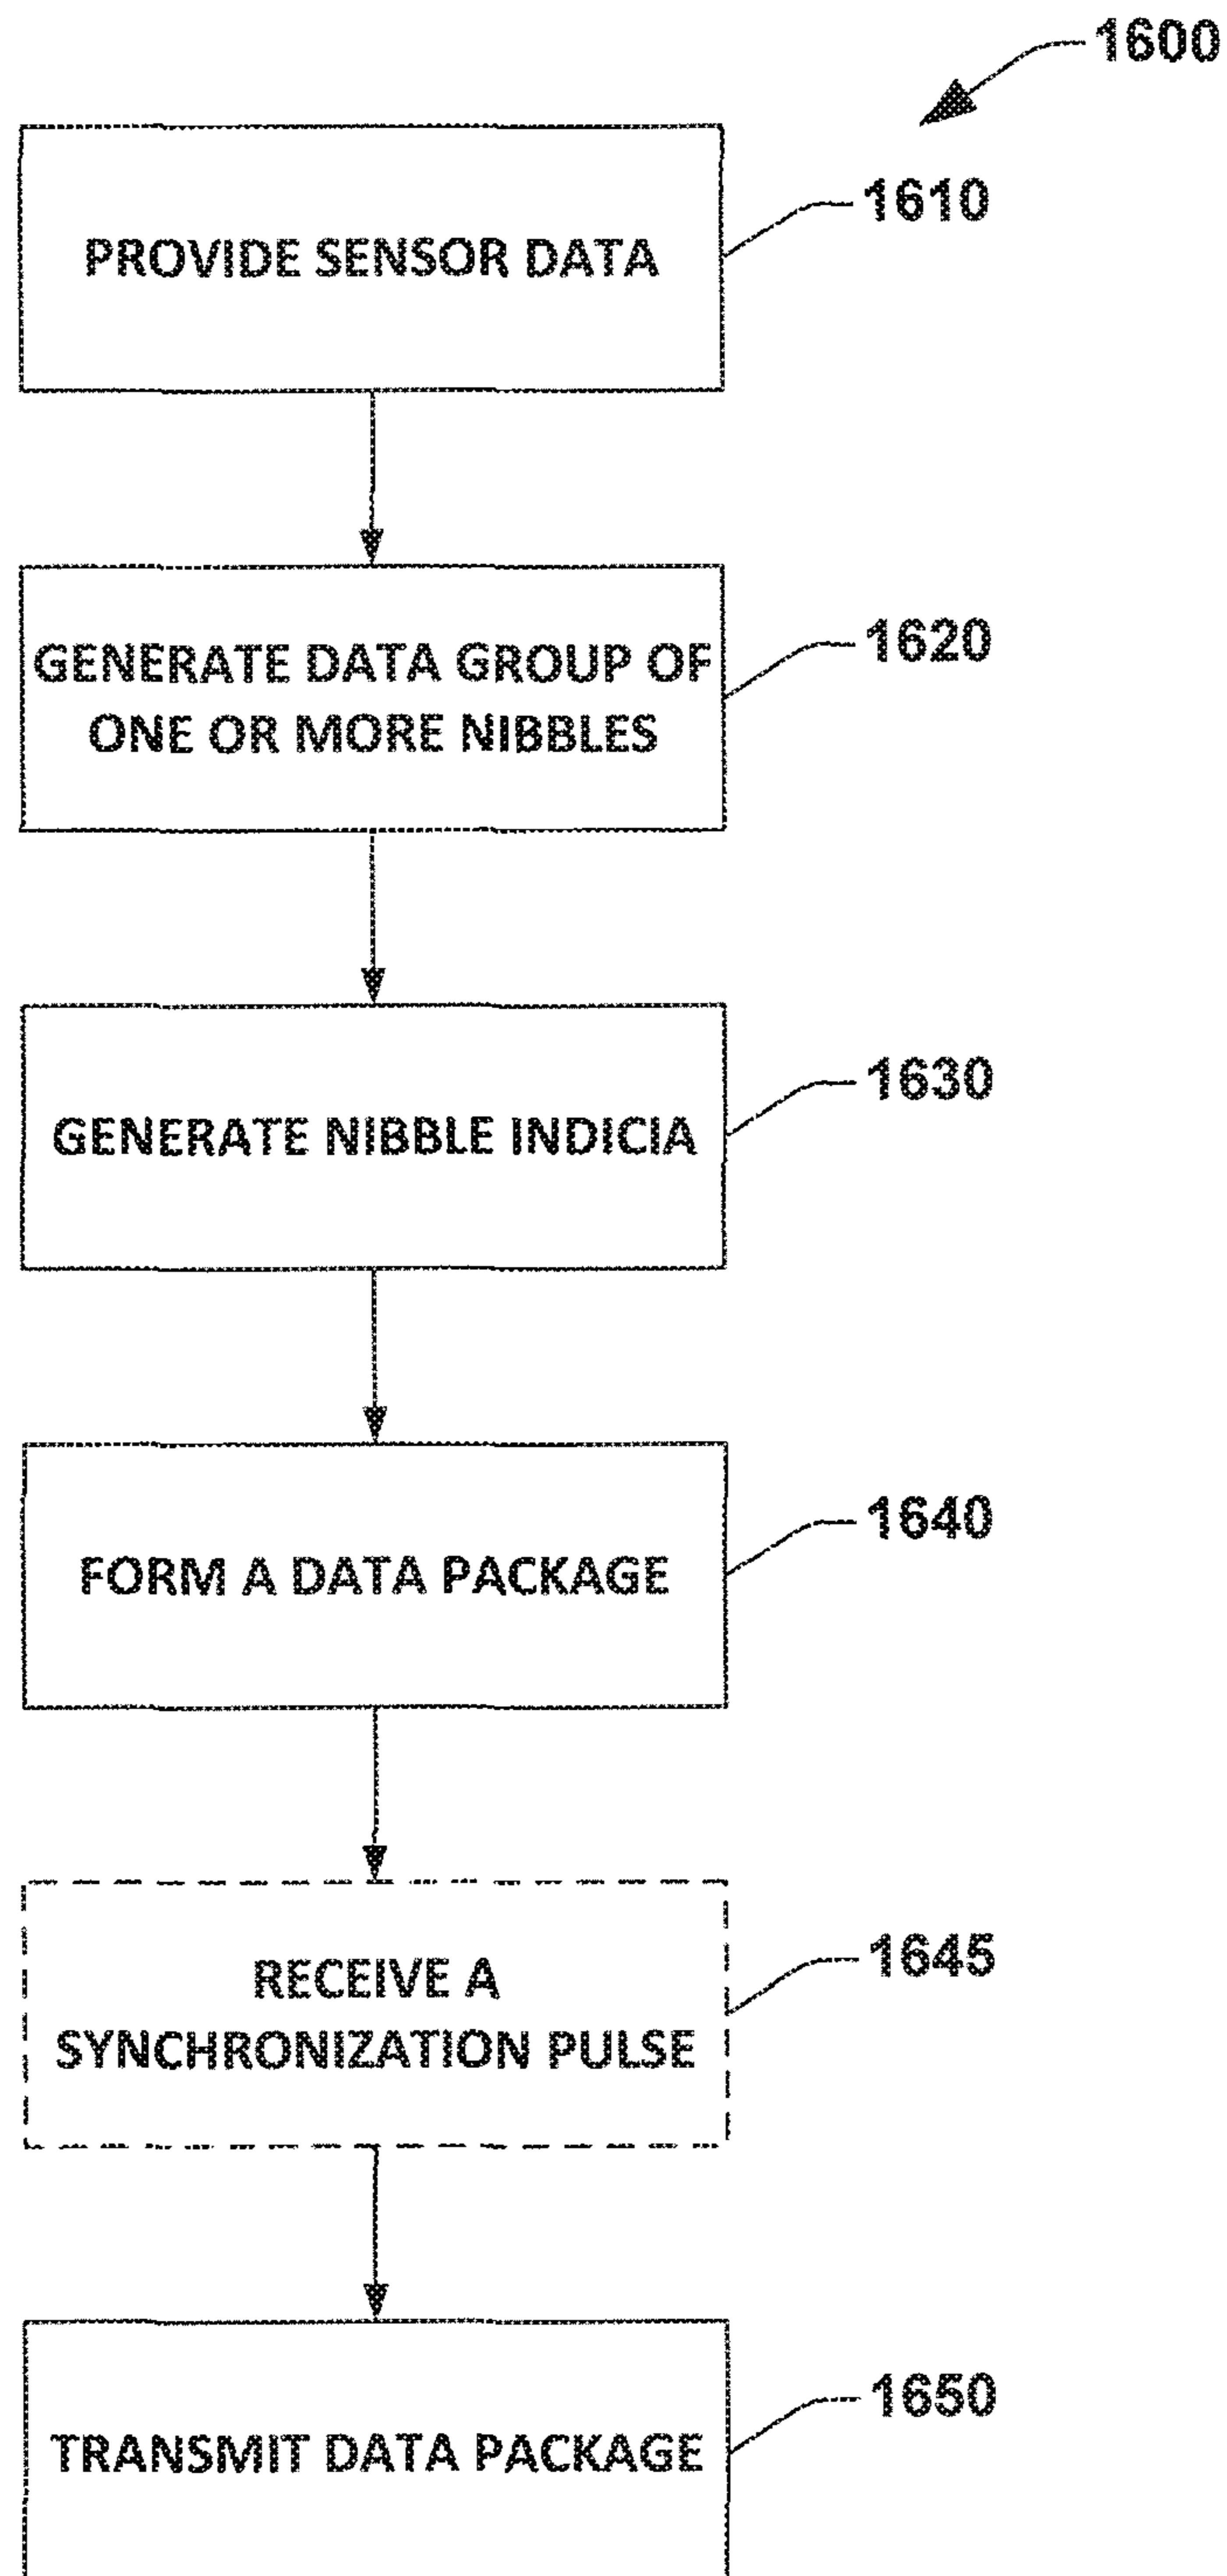 1600
1610
PROVIDE SENSOR DATA
1620
GENERATE DATA GROUP OF
ONE OR MORE NIBBLES
1630
GENERATE NIBBLE INDICIA
1640
FORM A DATA PACKAGE
1645
RECEIVE A
SYNCHRONIZATION PULSE
1650
TRANSMIT DATA PACKAGE